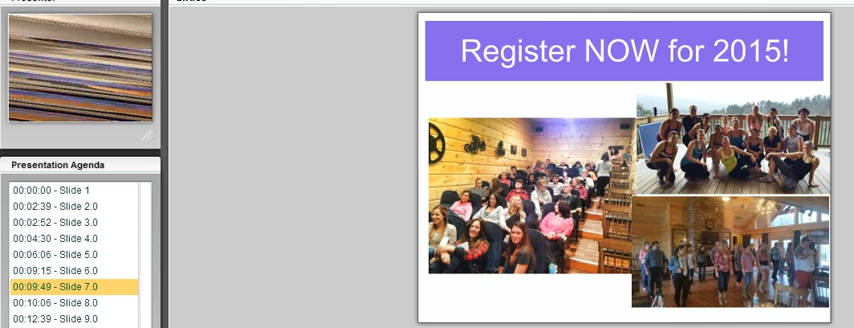 Presenter
Slides
Register NOW for 2015!
Presentation Agenda
00:00:00 - Slide 1
00:02:39 - Slide 2.0
00:02:52 - Slide 3.0
00:04:30 - Slide 4.0
00:06:06 - Slide 5.0
00:09:15 - Slide 6.0
00:09:49 - Slide 7.0
00:10:06 - Slide 8.0
00:12:39 - Slide 9.0